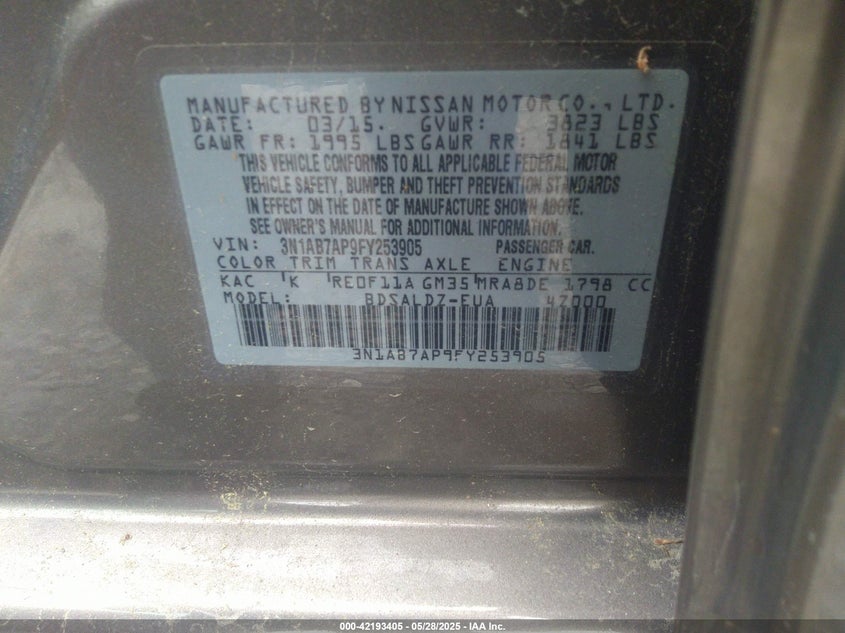 MANUFACTURED BY NISSAN MOTOR CO., LTD.
DATE: 03/15. GVWR: 3823 LBS
GAWR FR: 1995 LBS GAWR RR: 1841 LBS
THIS VEHICLE CONFORMS TO ALL APPLICABLE FEDERAL MOTOR
VEHICLE SAFETY, BUMPER AND THEFT PREVENTION STANDARDS
IN EFFECT ON THE DATE OF MANUFACTURE SHOWN ABOVE.
SEE OWNER'S MANUAL FOR ADDITIONAL INFORMATION.
VIN: 3N1AB7AP9FY253905 PASSENGER CAR.
COLOR TRIM TRANS AXLE ENGINE
KAC K RE0F11A GM35 MRA8DE 1798 CC
MODEL: BDSALDZ-EUA 4Z000
3N1AB7AP9FY253905
000-42193405 - 05/28/2025 - IAA Inc.